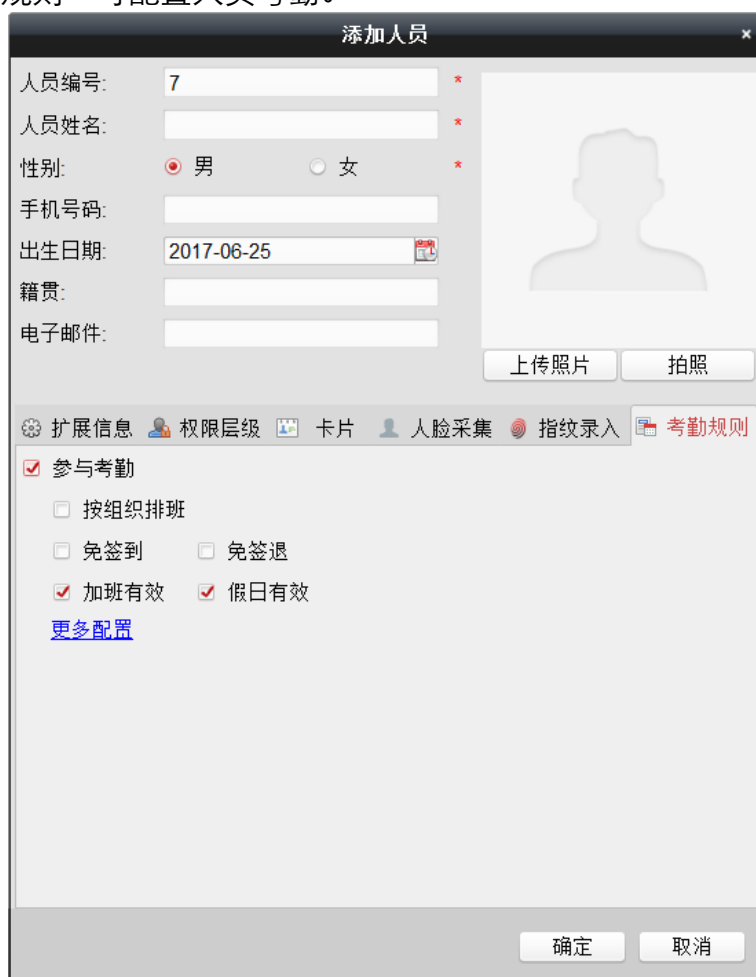 添加人员 ×
人员编号: 7 *
人员姓名: *
性别: 男 女 *
手机号码:
出生日期: 2017-06-25
籍贯:
电子邮件:
上传照片 拍照
扩展信息 权限层级 卡片 人脸采集 指纹录入 考勤规则
参与考勤
按组织排班
免签到 免签退
加班有效 假日有效
更多配置
确定 取消